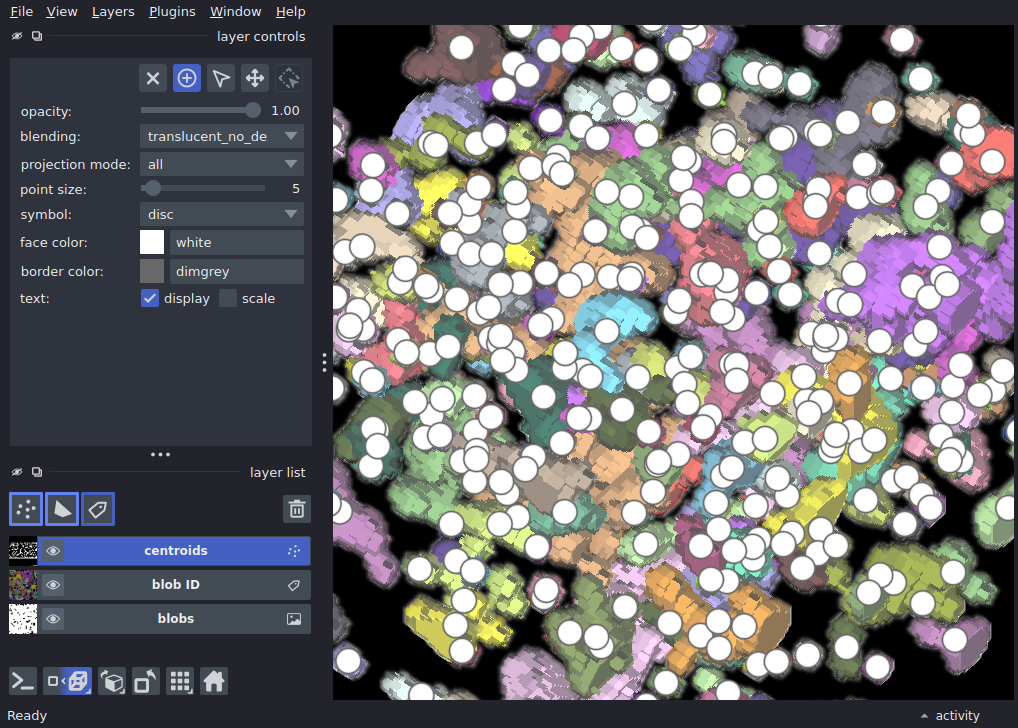 File View Layers Plugins Window Help
layer controls
opacity: 1.00
blending: translucent_no_de
projection mode: all
point size: 5
symbol: disc
face color: white
border color: dimgrey
text: display scale
layer list
centroids
blob ID
blobs
Ready activity